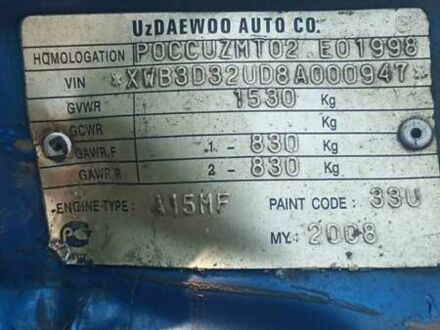 UzDAEWOO AUTO CO.
HOMOLOGATION POCCUZMT02 E01998
VIN *XWB3D32UD8A000947*
GVWR 1530 Kg
GCWR Kg
GAWR,F 1 - 830 Kg
GAWR,R 2 - 830 Kg
ENGINE TYPE : A15MF PAINT CODE : 33U
MY. 2008